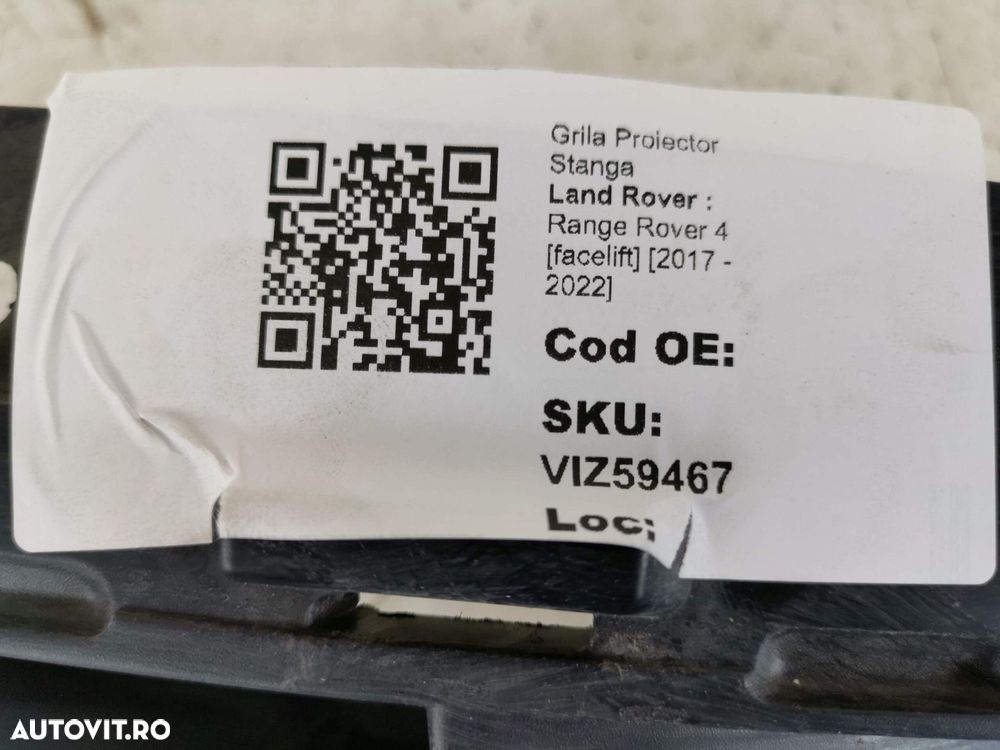 Grila Proiector
Stanga
Land Rover :
Range Rover 4
[facelift] [2017 -
2022]
Cod OE:
SKU:
VIZ59467
Loc:
AUTOVIT.RO